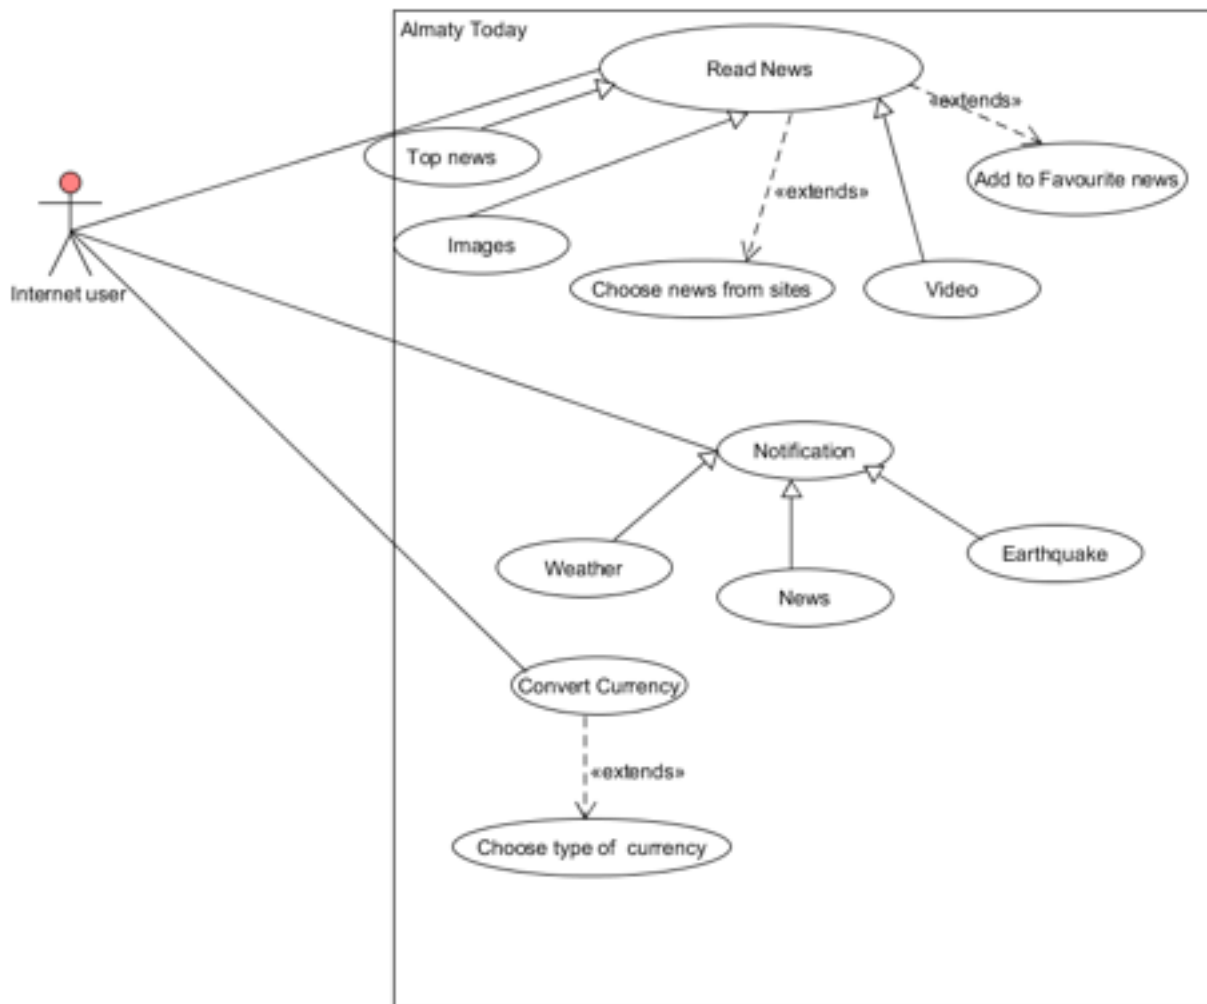 Almaty Today
Read News
«extends»
Top news
Add to Favourite news
«extends»
Images
Choose news from sites
Video
Internet user
Notification
Weather
News
Earthquake
Convert Currency
«extends»
Choose type of  currency